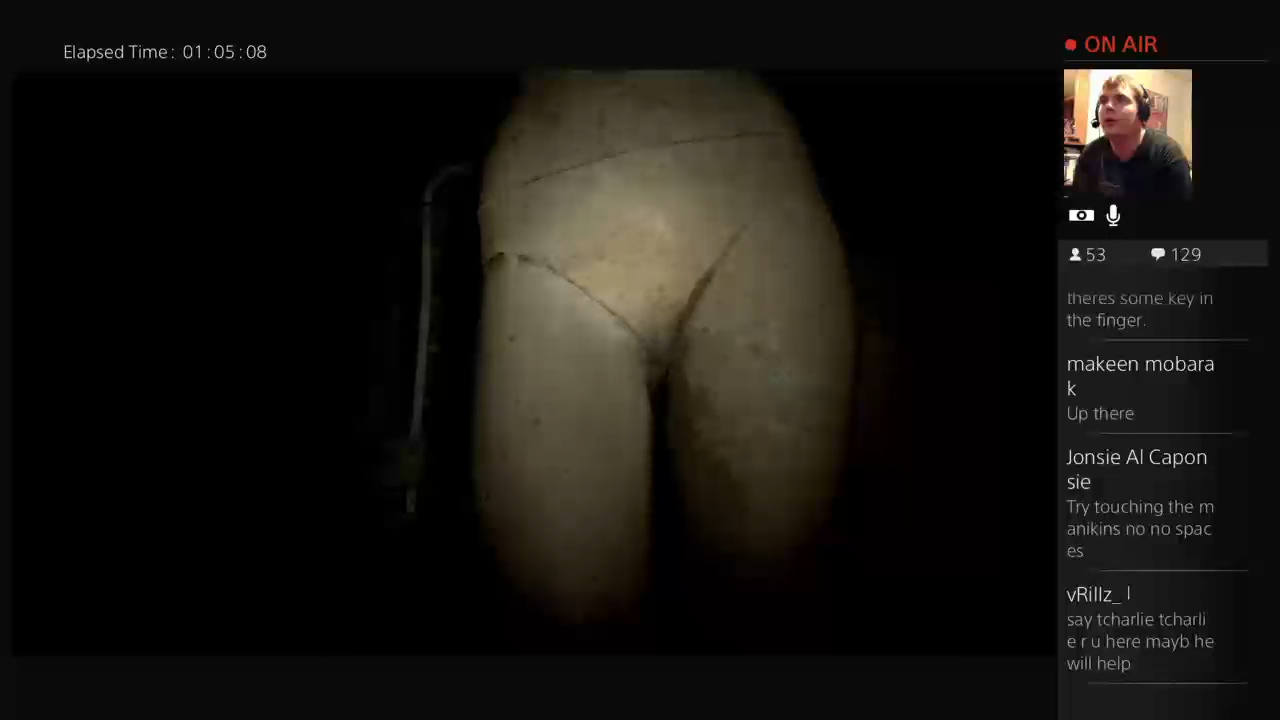 Elapsed Time: 01:05:08
ON AIR
53 129
theres some key in
the finger.
makeen mobara
k
Up there
Jonsie Al Capon
sie
Try touching the m
anikins no no spac
es
vRillz_ l
say tcharlie tcharli
e r u here mayb he
will help